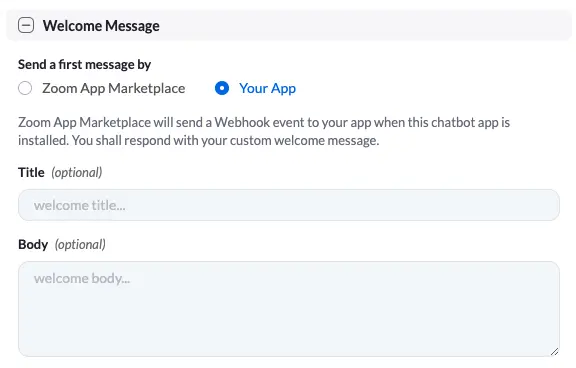 Welcome Message
Send a first message by
Zoom App Marketplace Your App
Zoom App Marketplace will send a Webhook event to your app when this chatbot app is
installed. You shall respond with your custom welcome message.
Title (optional)
welcome title...
Body (optional)
welcome body...